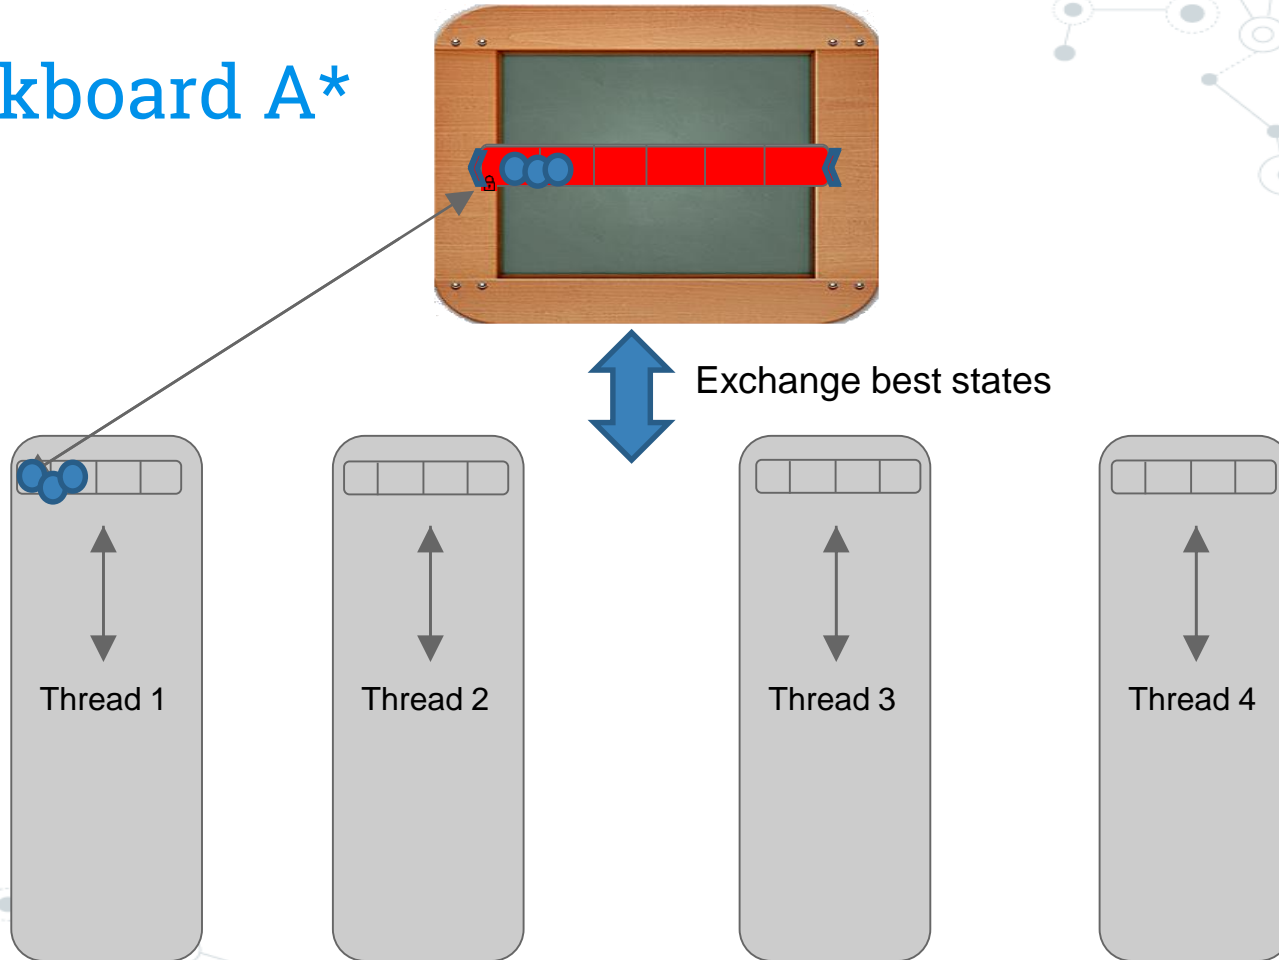 kboard A*
Exchange best states
Thread 1
Thread 2
Thread 3
Thread 4